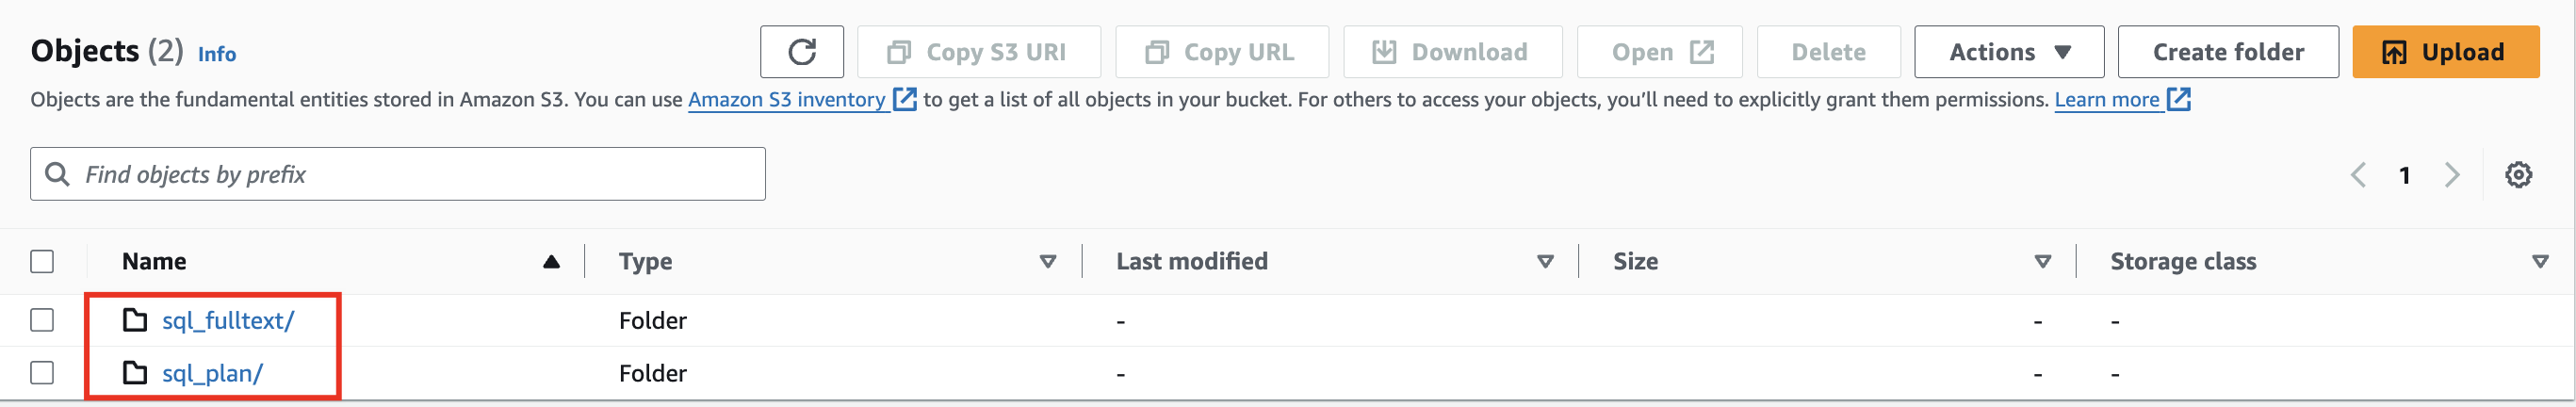 Objects (2) Info
Copy S3 URI Copy URL Download Open Delete Actions Create folder Upload
Objects are the fundamental entities stored in Amazon S3. You can use Amazon S3 inventory to get a list of all objects in your bucket. For others to access your objects, you’ll need to explicitly grant them permissions. Learn more
Find objects by prefix
1
Name Type Last modified Size Storage class
sql_fulltext/ Folder - - -
sql_plan/ Folder - - -